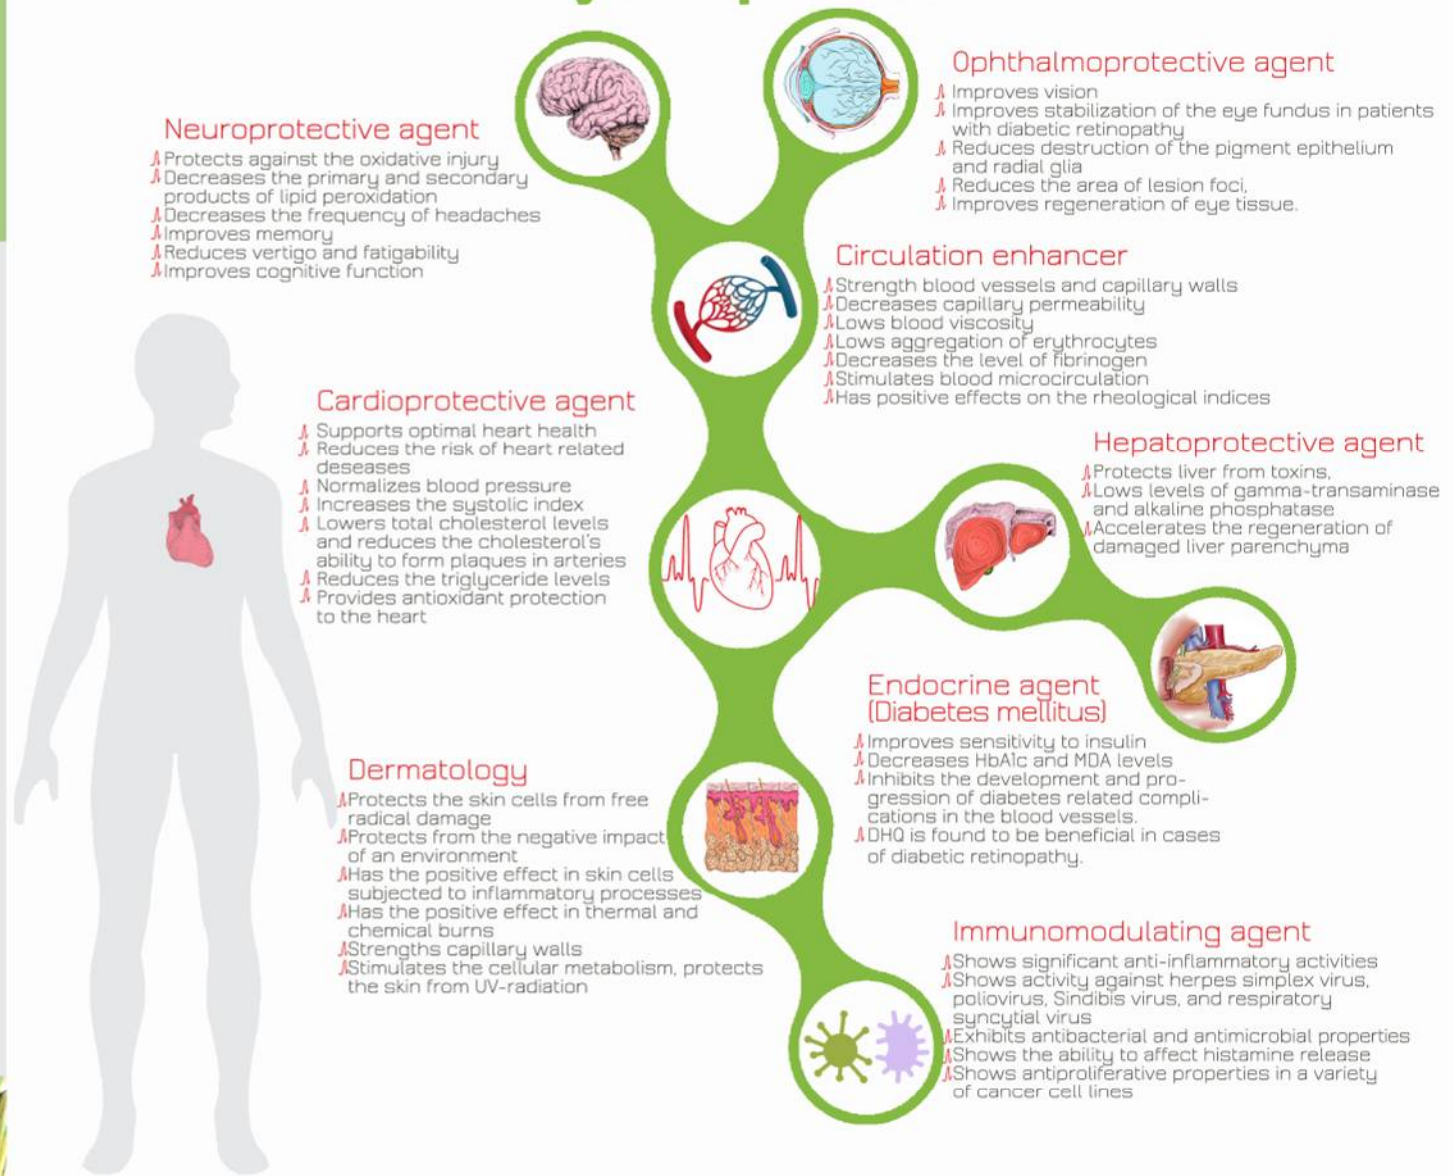 Neuroprotective agent
Protects against the oxidative injury
Decreases the primary and secondary
products of lipid peroxidation
Decreases the frequency of headaches
Improves memory
Reduces vertigo and fatigability
Improves cognitive function
Ophthalmoprotective agent
Improves vision
Improves stabilization of the eye fundus in patients
with diabetic retinopathy
Reduces destruction of the pigment epithelium
and radial glia
Reduces the area of lesion foci,
Improves regeneration of eye tissue.
Circulation enhancer
Strength blood vessels and capillary walls
Decreases capillary permeability
Lows blood viscosity
Lows aggregation of erythrocytes
Decreases the level of fibrinogen
Stimulates blood microcirculation
Has positive effects on the rheological indices
Cardioprotective agent
Supports optimal heart health
Reduces the risk of heart related
deseases
Normalizes blood pressure
Increases the systolic index
Lowers total cholesterol levels
and reduces the cholesterol's
ability to form plaques in arteries
Reduces the triglyceride levels
Provides antioxidant protection
to the heart
Hepatoprotective agent
Protects liver from toxins,
Lows levels of gamma-transaminase
and alkaline phosphatase
Accelerates the regeneration of
damaged liver parenchyma
Endocrine agent
(Diabetes mellitus)
Improves sensitivity to insulin
Decreases HbA1c and MDA levels
Inhibits the development and pro-
gression of diabetes related compli-
cations in the blood vessels.
DHQ is found to be beneficial in cases
of diabetic retinopathy.
Dermatology
Protects the skin cells from free
radical damage
Protects from the negative impact
of an environment
Has the positive effect in skin cells
subjected to inflammatory processes
Has the positive effect in thermal and
chemical burns
Strengths capillary walls
Stimulates the cellular metabolism, protects
the skin from UV-radiation
Immunomodulating agent
Shows significant anti-inflammatory activities
Shows activity against herpes simplex virus,
poliovirus, Sindibis virus, and respiratory
syncytial virus
Exhibits antibacterial and antimicrobial properties
Shows the ability to affect histamine release
Shows antiproliferative properties in a variety
of cancer cell lines